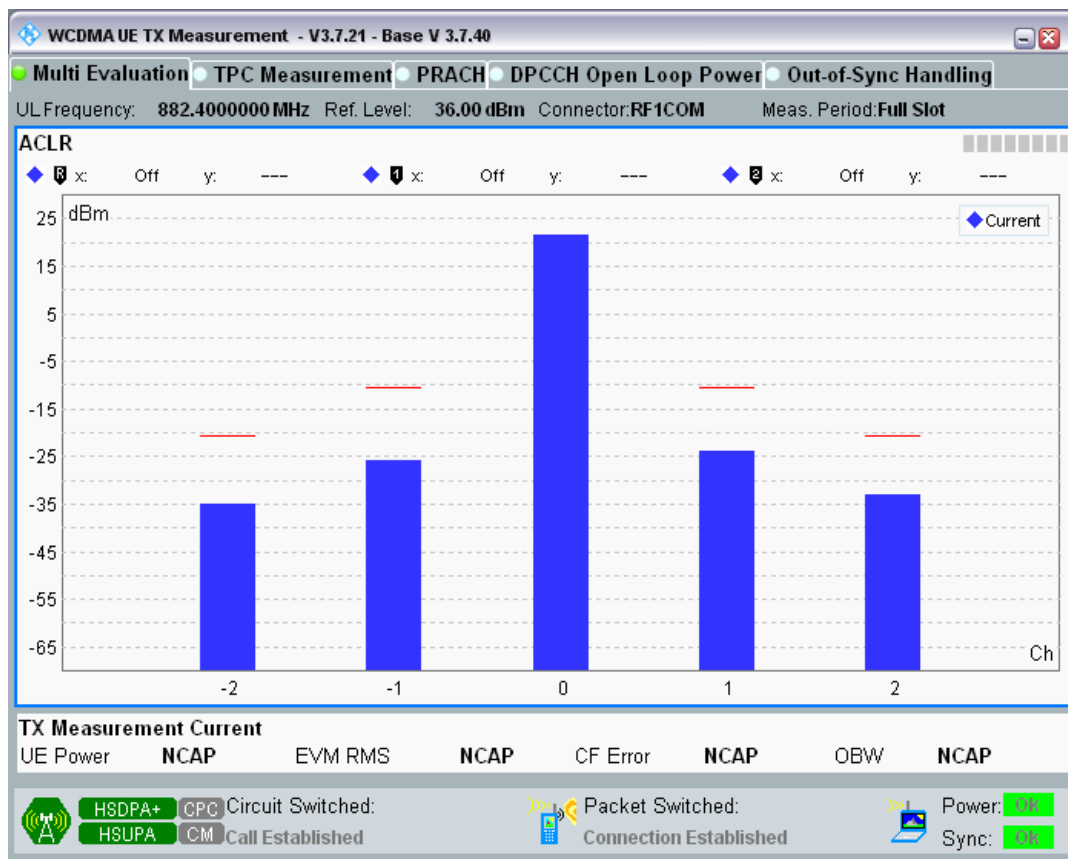 WCDMA UE TX Measurement - V3.7.21 - Base V 3.7.40
Multi Evaluation TPC Measurement PRACH DPCCH Open Loop Power Out-of-Sync Handling
UL Frequency: 882.4000000 MHz Ref. Level: 36.00 dBm Connector:RF1COM Meas. Period:Full Slot
ACLR
R x: Off y: --- 1 x: Off y: --- 2 x: Off y: ---
25 dBm
Current
15
5
-5
-15
-25
-35
-45
-55
-65
Ch
-2 -1 0 1 2
TX Measurement Current
UE Power NCAP EVM RMS NCAP CF Error NCAP OBW NCAP
HSDPA+ CPC Circuit Switched: Packet Switched: Power: OK
HSUPA CM Call Established Connection Established Sync: OK